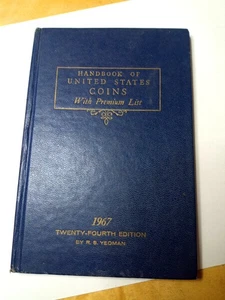 HANDBOOK OF
UNITED STATES
COINS
With Premium List
1967
TWENTY-FOURTH EDITION
BY R. S. YEOMAN